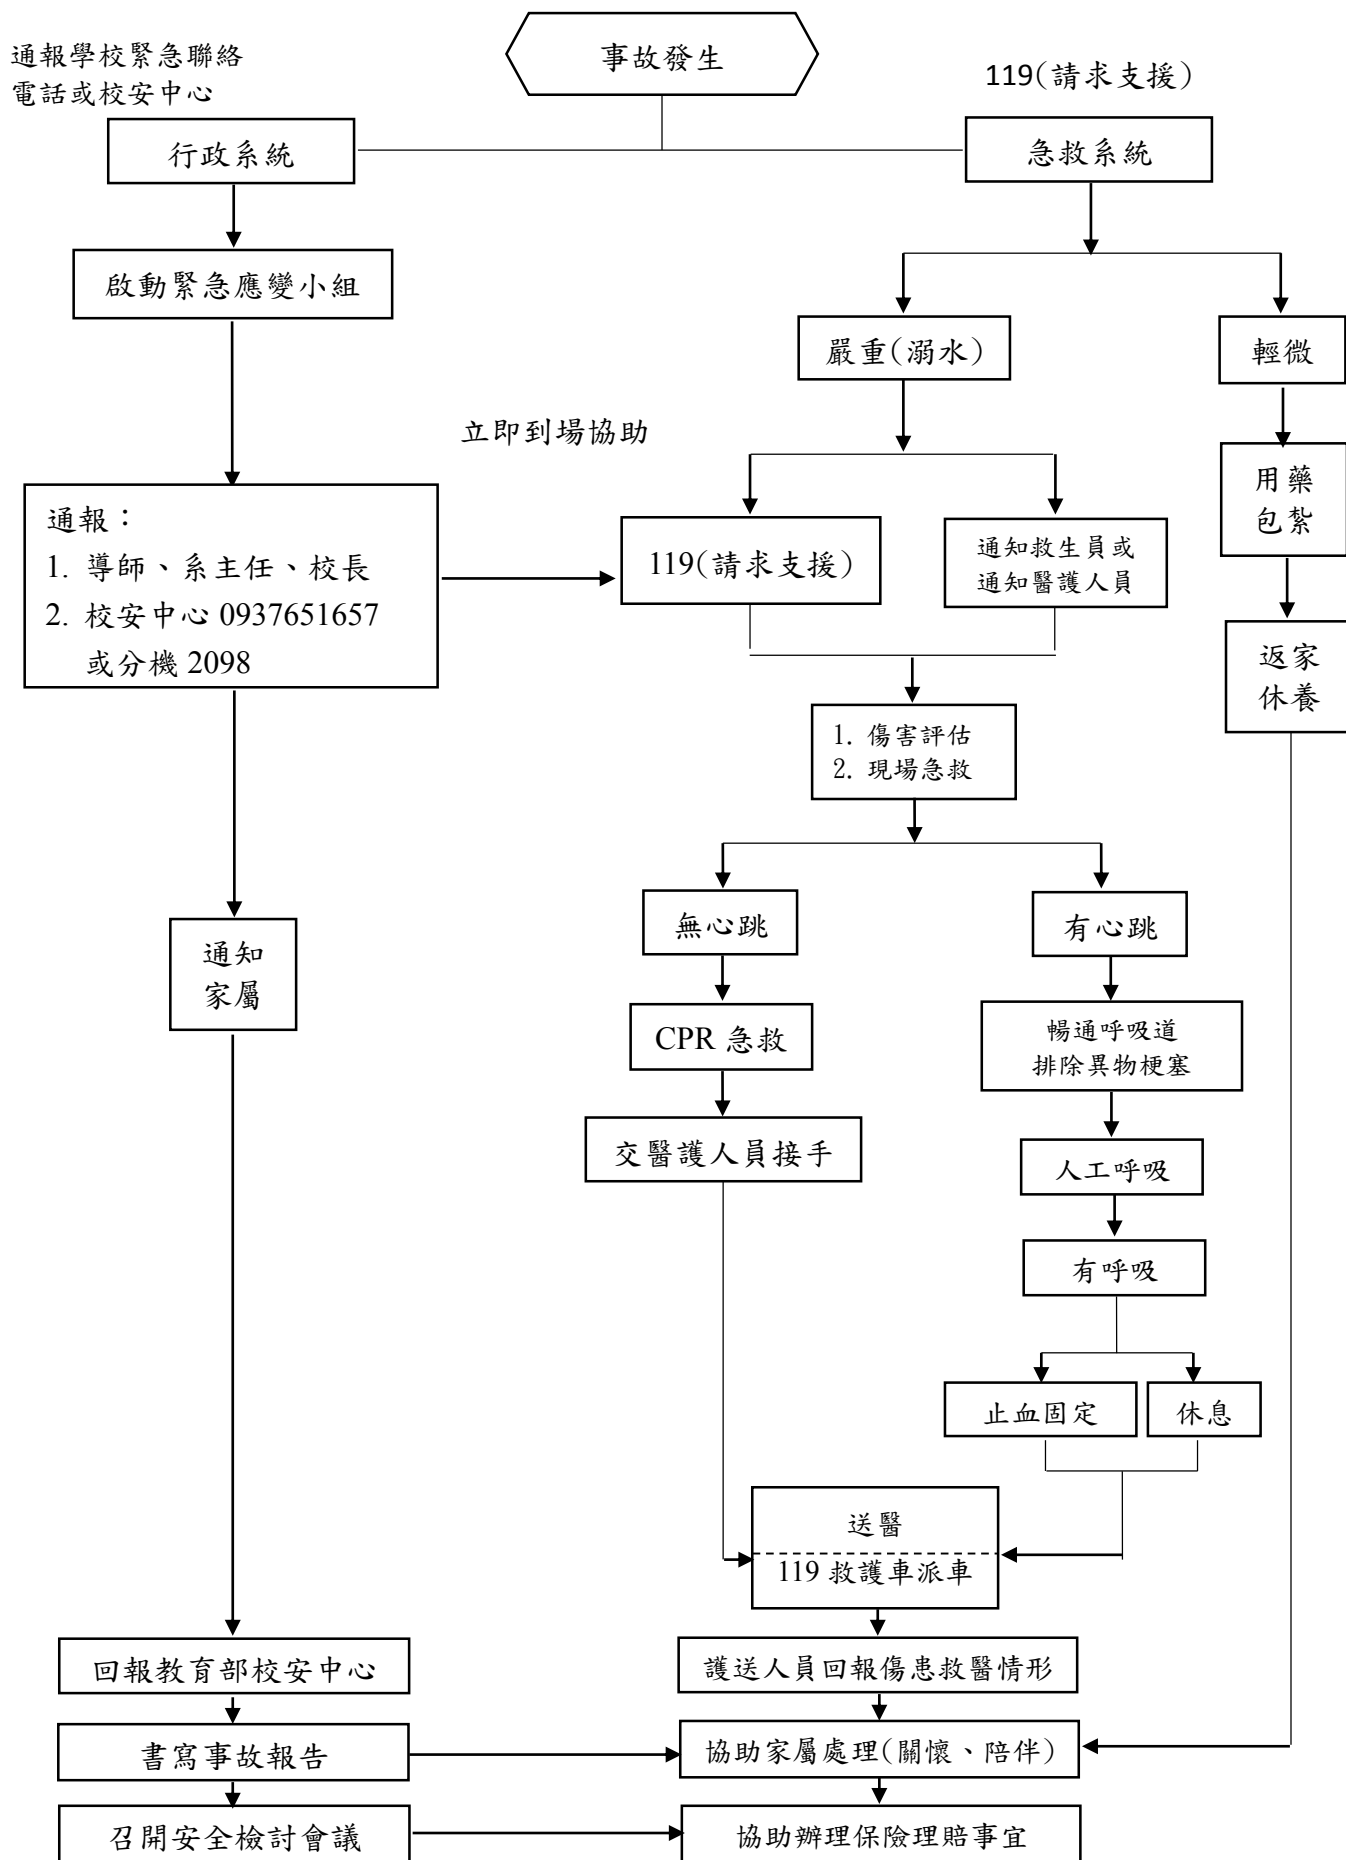 事故發生
通報學校緊急聯絡
電話或校安中心
119(請求支援)
行政系統
急救系統
啟動緊急應變小組
嚴重(溺水)
輕微
立即到場協助
用藥
包紮
通報：
1. 導師、系主任、校長
2. 校安中心 0937651657
或分機 2098
119(請求支援)
通知救生員或
通知醫護人員
返家
休養
1. 傷害評估
2. 現場急救
無心跳
有心跳
通知
家屬
CPR 急救
暢通呼吸道
排除異物梗塞
交醫護人員接手
人工呼吸
有呼吸
止血固定
休息
送醫
119 救護車派車
回報教育部校安中心
護送人員回報傷患救醫情形
書寫事故報告
協助家屬處理(關懷、陪伴)
召開安全檢討會議
協助辦理保險理賠事宜